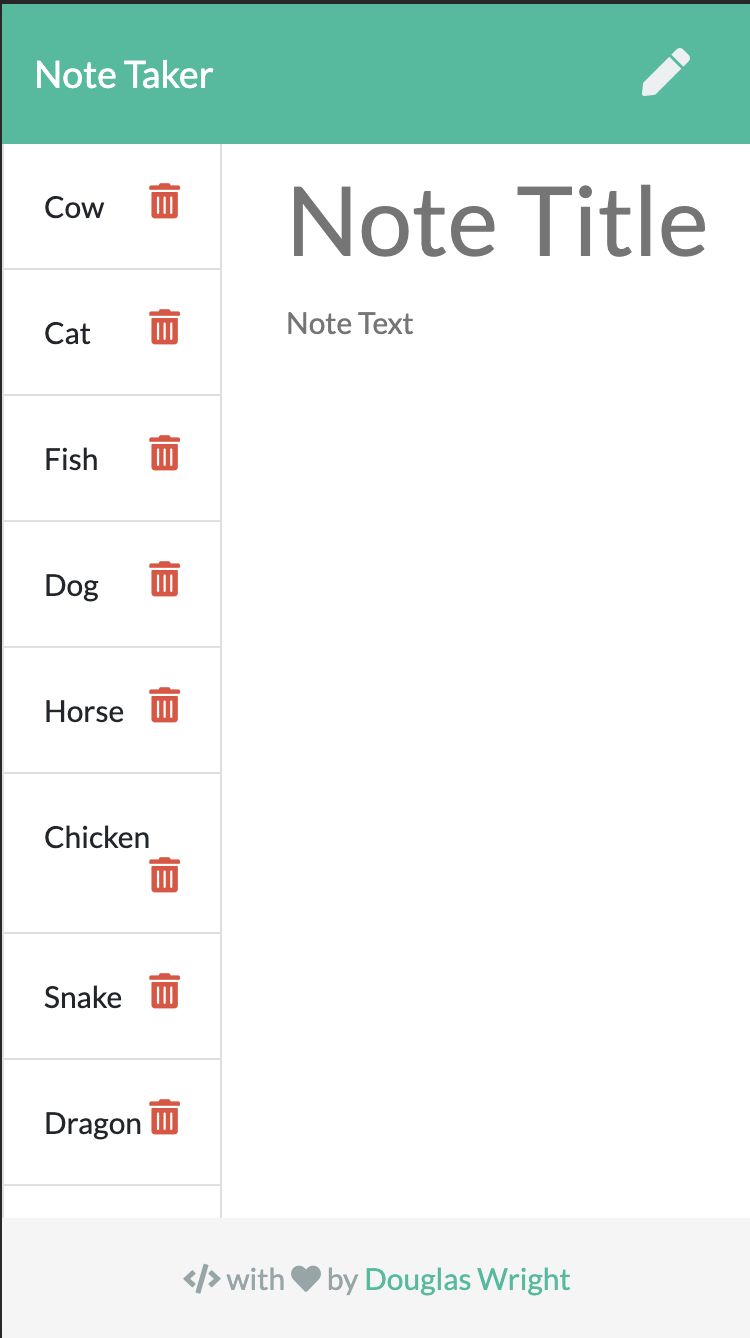 Note Taker
Cow
Cat
Fish
Dog
Horse
Chicken
Snake
Dragon
Note Title
Note Text
</> with ♥ by Douglas Wright